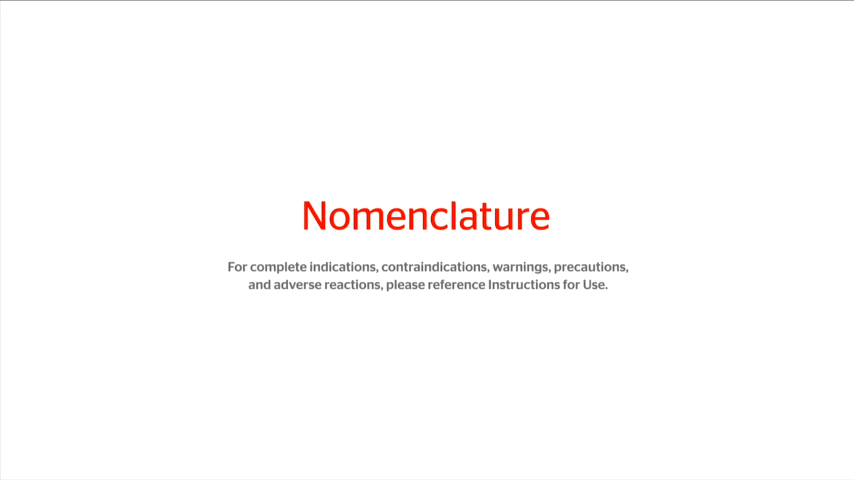 Nomenclature
For complete indications, contraindications, warnings, precautions,
and adverse reactions, please reference Instructions for Use.